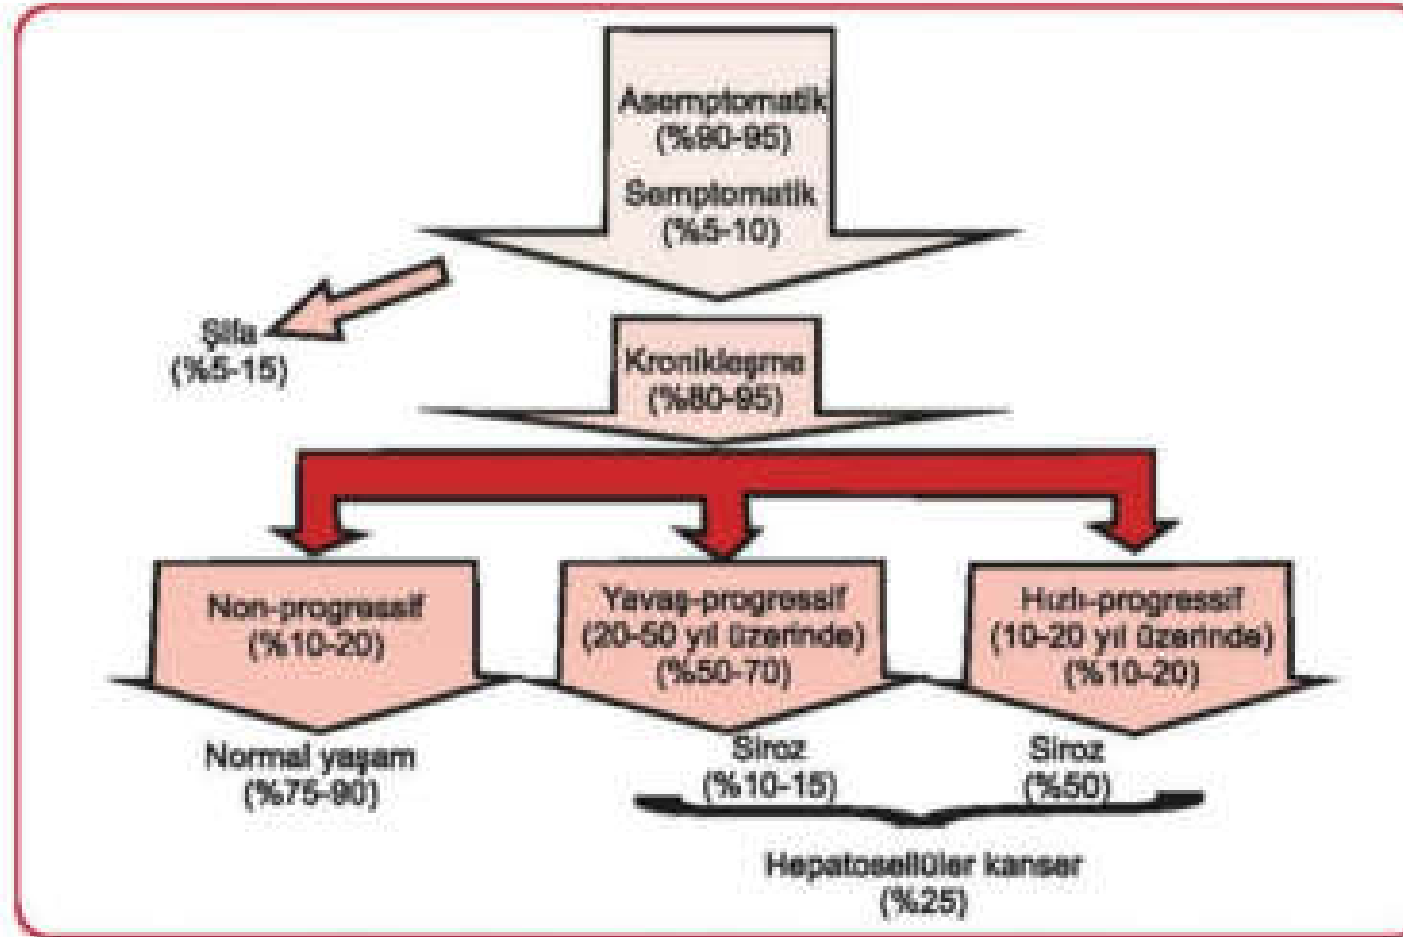 Asemptomatik
(%90-95)
Semptomatik
(%5-10)
Şifa
(%5-15)
Kronikleşme
(%80-95)
Non-progressif
(%10-20)
Yavaş-progressif
(20-50 yıl üzerinde)
(%50-70)
Hızlı-progressif
(10-20 yıl üzerinde)
(%10-20)
Normal yaşam
(%75-90)
Siroz
(%10-15)
Siroz
(%50)
Hepatosellüler kanser
(%25)